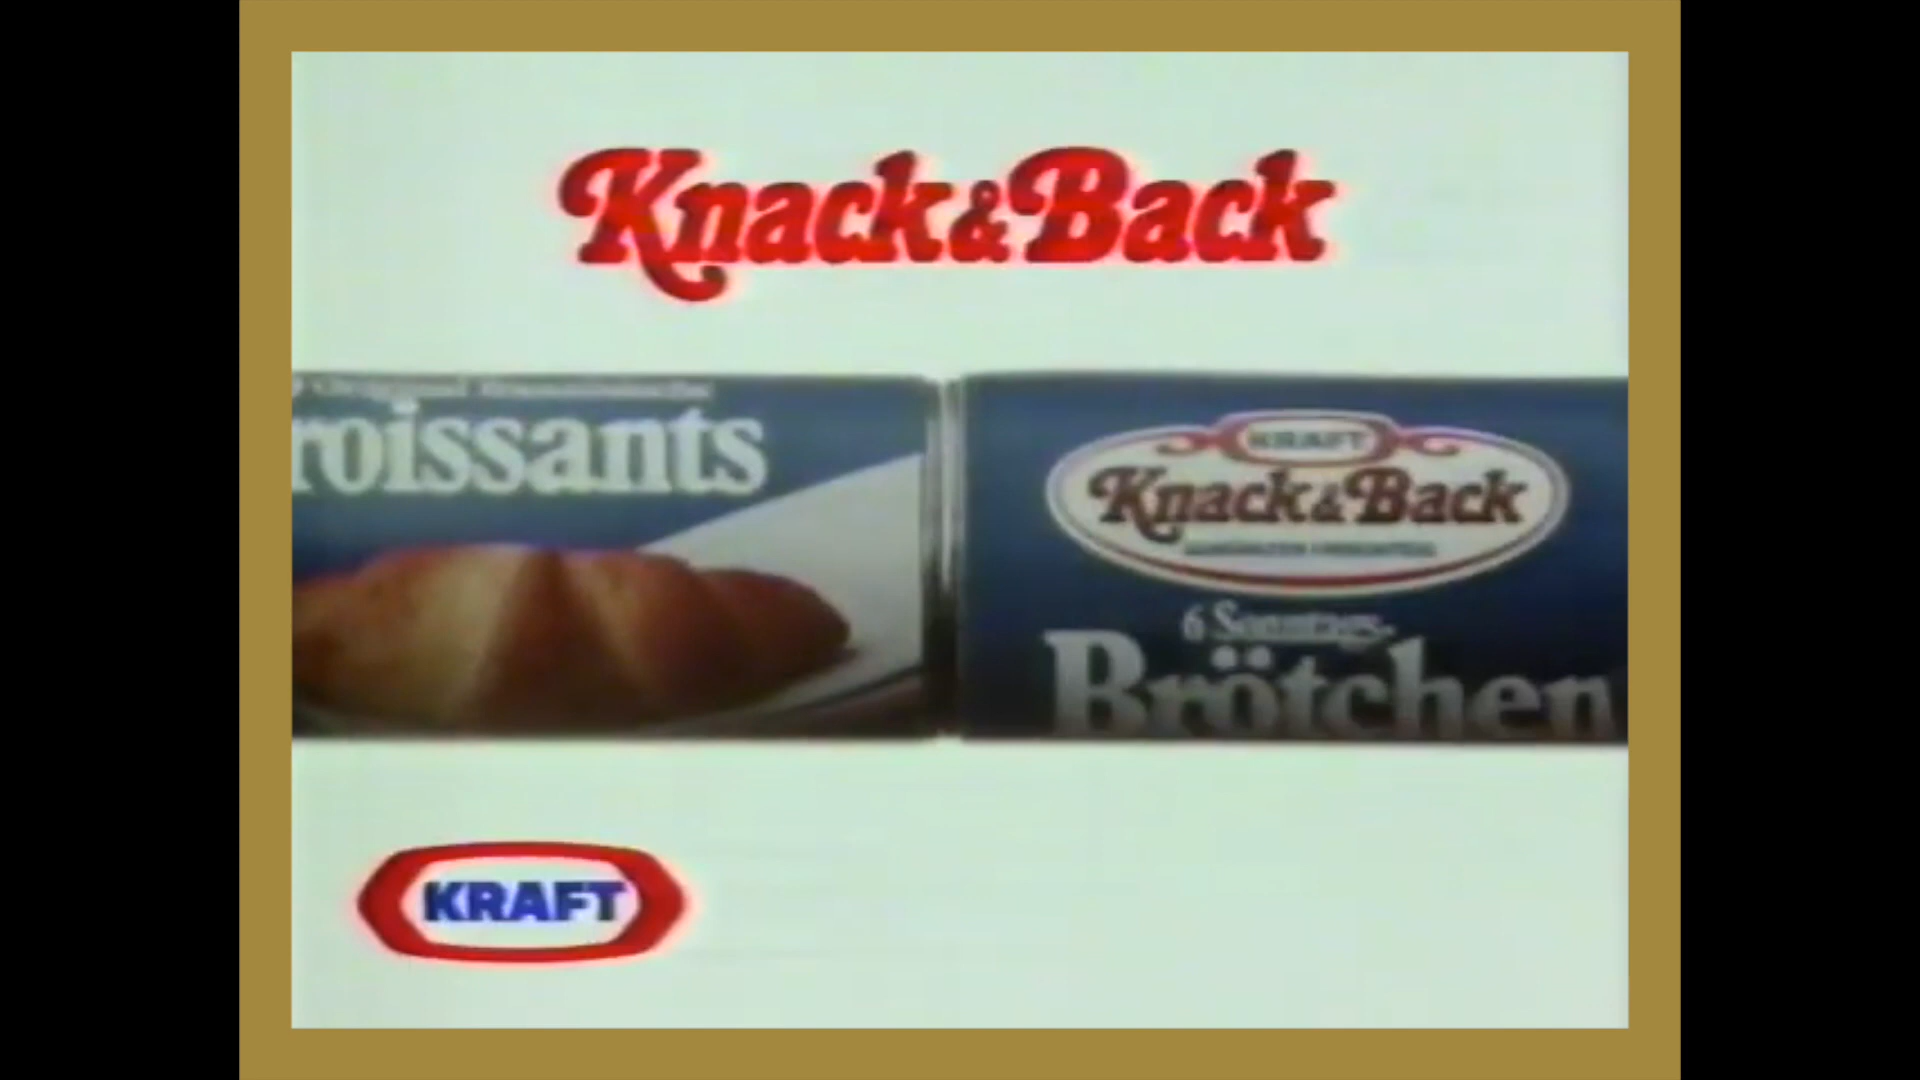 Knack&Back
roissants
KRAFT
Knack&Back
6 Sonntags-
Brötchen
KRAFT